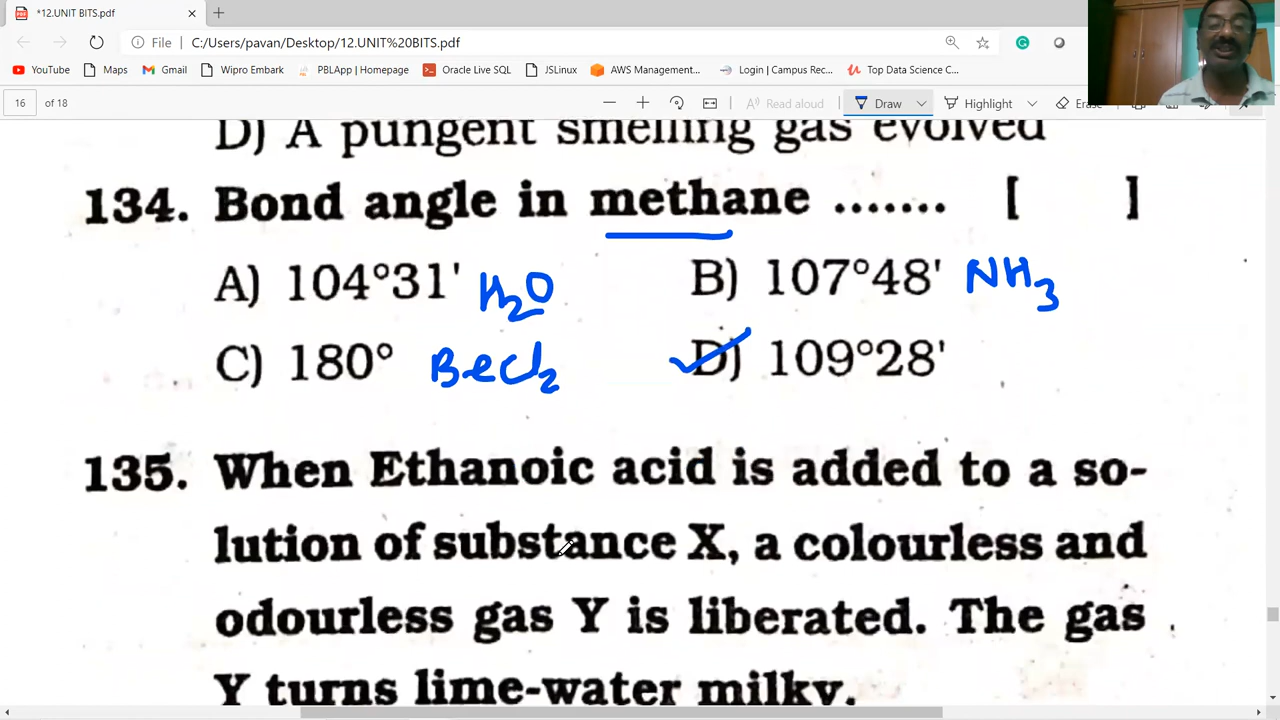 *12.UNIT BITS.pdf
File C:/Users/pavan/Desktop/12.UNIT%20BITS.pdf
YouTube Maps Gmail Wipro Embark PBLApp | Homepage Oracle Live SQL JSLinux AWS Management... Login | Campus Rec... Top Data Science C...
16 of 18 Read aloud Draw Highlight Erase
D) A pungent smelling gas evolved
134. Bond angle in methane ....... [ ]
A) 104°31' H2O B) 107°48' NH3
C) 180° BeCl2 D) 109°28'
135. When Ethanoic acid is added to a so-
lution of substance X, a colourless and
odourless gas Y is liberated. The gas
Y turns lime-water milky.